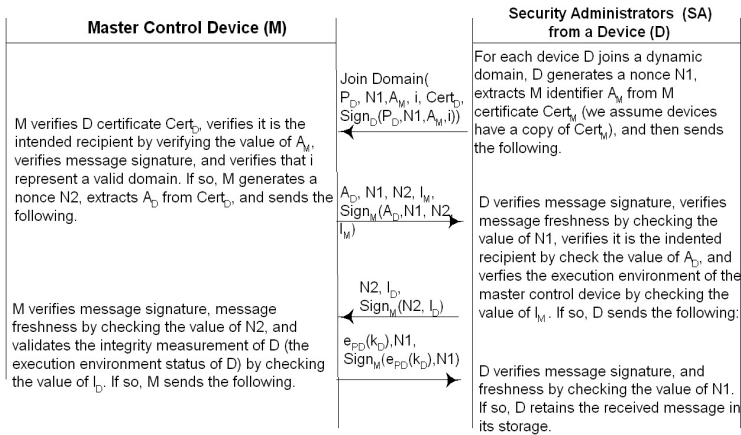 Master Control Device (M)
Security Administrators (SA)
from a Device (D)
For each device D joins a dynamic
domain, D generates a nonce N1,
extracts M identifier A_M from M
certificate Cert_M (we assume devices
have a copy of Cert_M), and then sends
the following.
Join Domain(
P_D, N1,A_M, i, Cert_D,
Sign_D(P_D,N1,A_M,i))
M verifies D certificate Cert_D, verifies it is the
intended recipient by verifying the value of A_M,
verifies message signature, and verifies that i
represent a valid domain. If so, M generates a
nonce N2, extracts A_D from Cert_D, and sends the
following.
A_D, N1, N2, I_M,
Sign_M(A_D,N1, N2,
I_M)
D verifies message signature, verifies
message freshness by checking the
value of N1, verifies it is the indented
recipient by check the value of A_D, and
verfies the execution environment of the
master control device by checking the
value of I_M. If so, D sends the following:
N2, I_D,
Sign_M(N2, I_D)
M verifies message signature, message
freshness by checking the value of N2, and
validates the integrity measurement of D (the
execution environment status of D) by checking
the value of I_D. If so, M sends the following.
e_PD(k_D),N1,
Sign_M(e_PD(k_D),N1)
D verifies message signature, and
freshness by checking the value of N1.
If so, D retains the received message in
its storage.